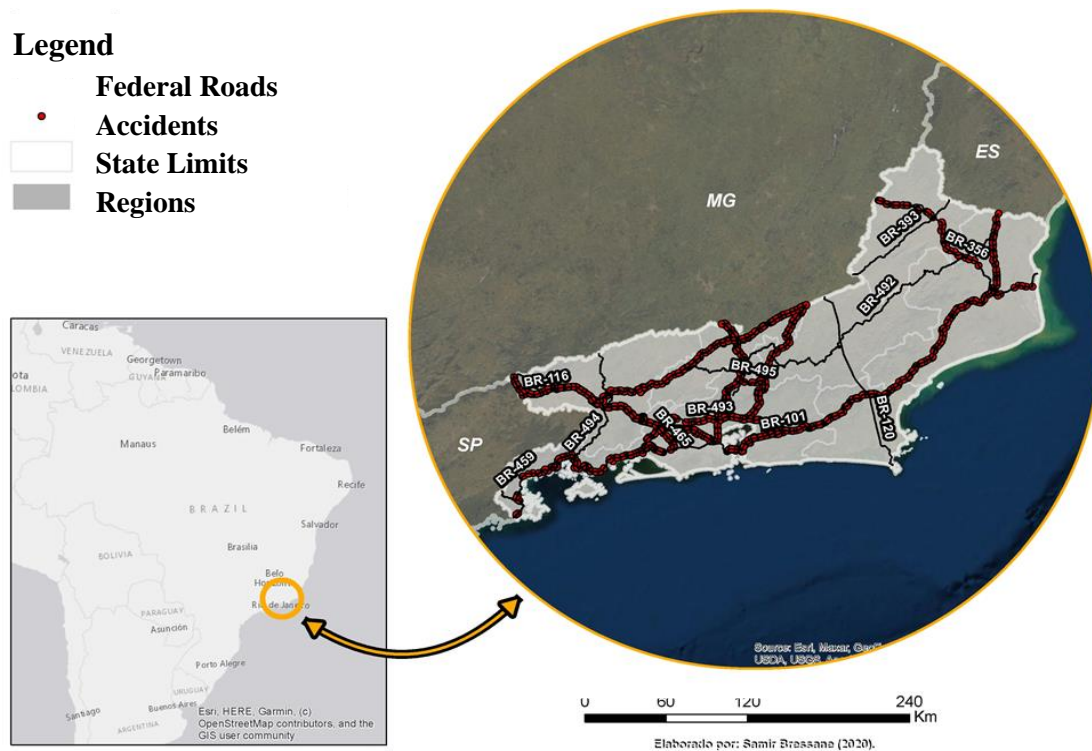 Legend
Federal Roads
Accidents
State Limits
Regions
MG
ES
SP
BR-393
BR-356
BR-492
BR-495
BR-116
BR-493
BR-101
BR-494
BR-465
BR-120
BR-459
Source: Esri, Maxar,
USDA, USGS,
Caracas
VENEZUELA
Georgetown
Paramaribo
GUYANA
ota
LOMBIA
Manaus
Belém
Fortaleza
Recife
BRAZIL
Salvador
BOLIVIA
Brasilia
Belo
Rio de Janeiro
PARAGUAY
Asunción
Porto Alegre
URUGUAY
Santiago
Buenos Aires
ARGENTINA
Esri, HERE, Garmin, (c)
OpenStreetMap contributors, and the
GIS user community
0 60 120 240
Km
Elaborado por: Samir Bressane (2020).